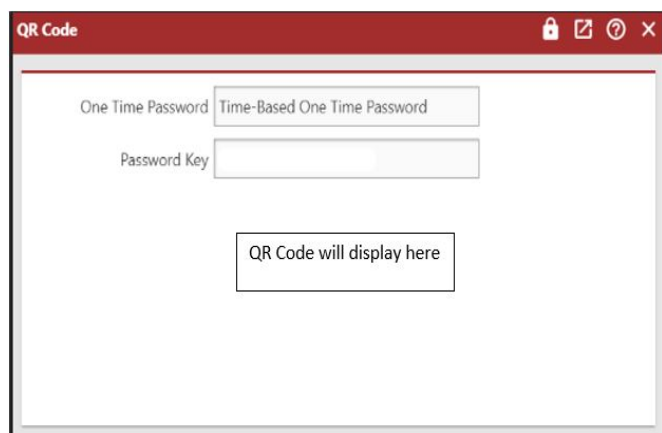 QR Code
One Time Password Time-Based One Time Password
Password Key
QR Code will display here